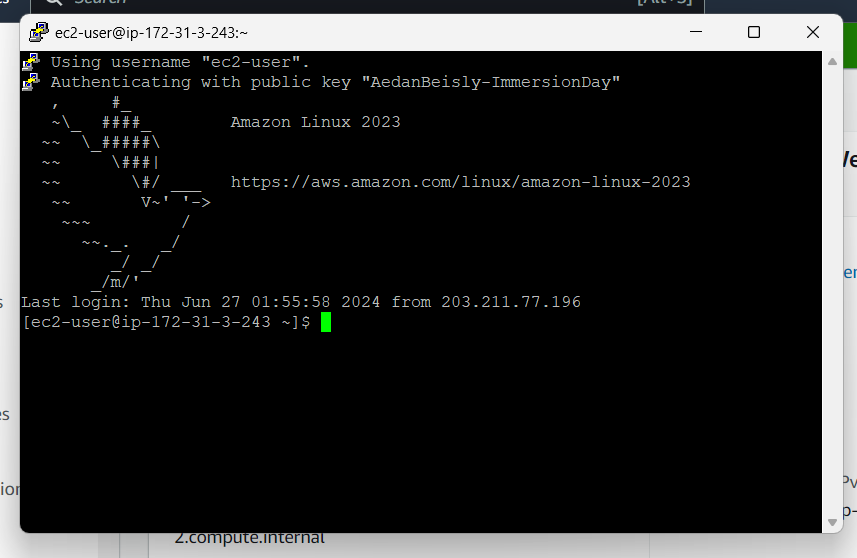 Search [Alt+S]
ec2-user@ip-172-31-3-243:~
Using username "ec2-user".
Authenticating with public key "AedanBeisly-ImmersionDay"
   ,     #_
   ~\_  ####_        Amazon Linux 2023
  ~~  \_#####\
  ~~     \###|
  ~~       \#/ ___   https://aws.amazon.com/linux/amazon-linux-2023
   ~~       V~' '->
    ~~~         /
      ~~._.   _/
         _/ _/
       _/m/'
Last login: Thu Jun 27 01:55:58 2024 from 203.211.77.196
[ec2-user@ip-172-31-3-243 ~]$
2.compute.internal